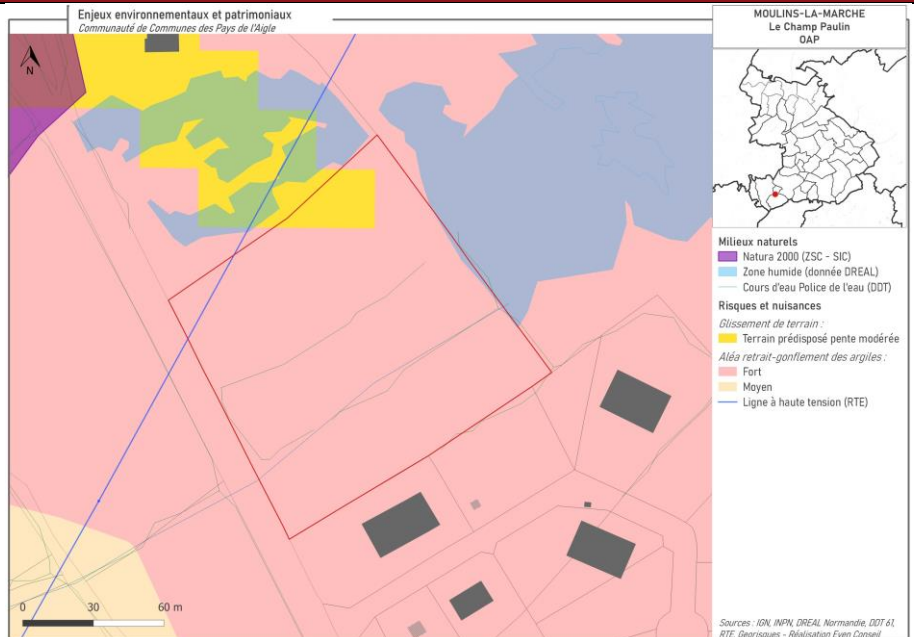 Enjeux environnementaux et patrimoniaux
Communauté de Communes des Pays de l'Aigle
N
0 30 60 m
MOULINS-LA-MARCHE
Le Champ Paulin
OAP
Milieux naturels
Natura 2000 (ZSC - SIC)
Zone humide (donnée DREAL)
Cours d'eau Police de l'eau (DDT)
Risques et nuisances
Glissement de terrain :
Terrain prédisposé pente modérée
Aléa retrait-gonflement des argiles :
Fort
Moyen
Ligne à haute tension (RTE)
Sources : IGN, INPN, DREAL Normandie, DDT 61,
RTE, Georisques - Réalisation Even Conseil